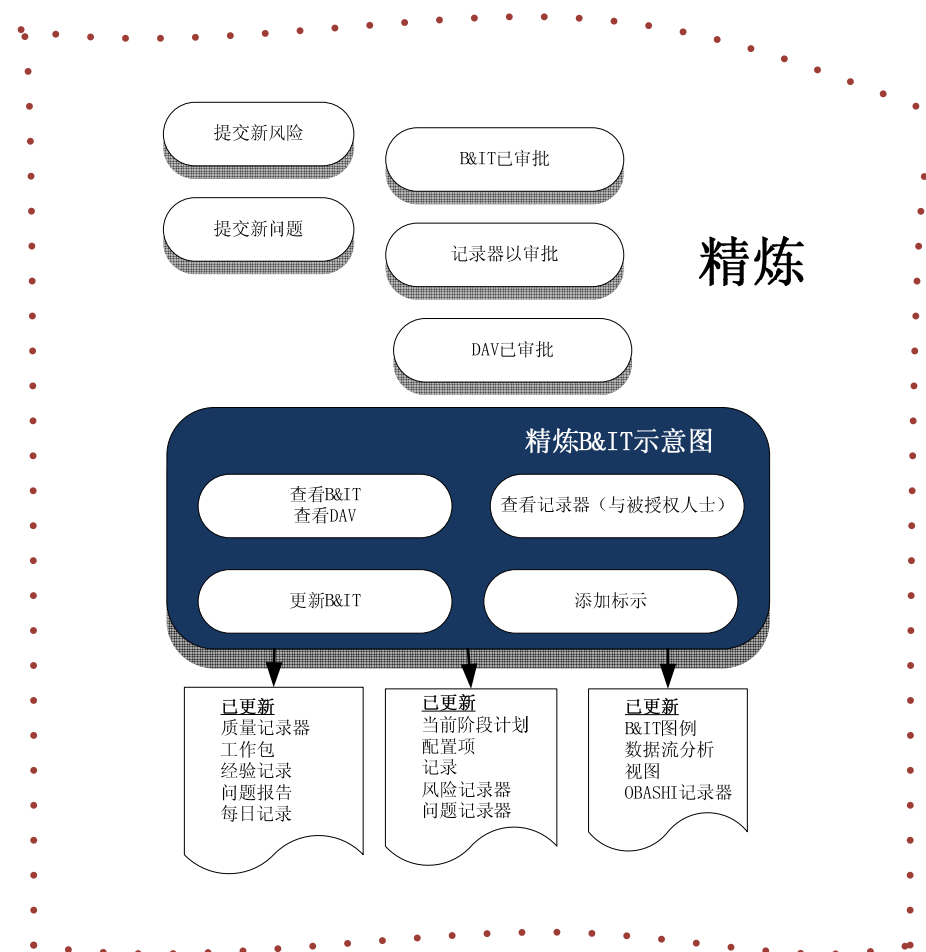 提交新风险
B&IT已审批
提交新问题
记录器以审批
精炼
DAV已审批
精炼B&IT示意图
查看B&IT
查看DAV
查看记录器（与被授权人士）
更新B&IT
添加标示
已更新
质量记录器
工作包
经验记录
问题报告
每日记录
已更新
当前阶段计划
配置项
记录
风险记录器
问题记录器
已更新
B&IT图例
数据流分析
视图
OBASHI记录器